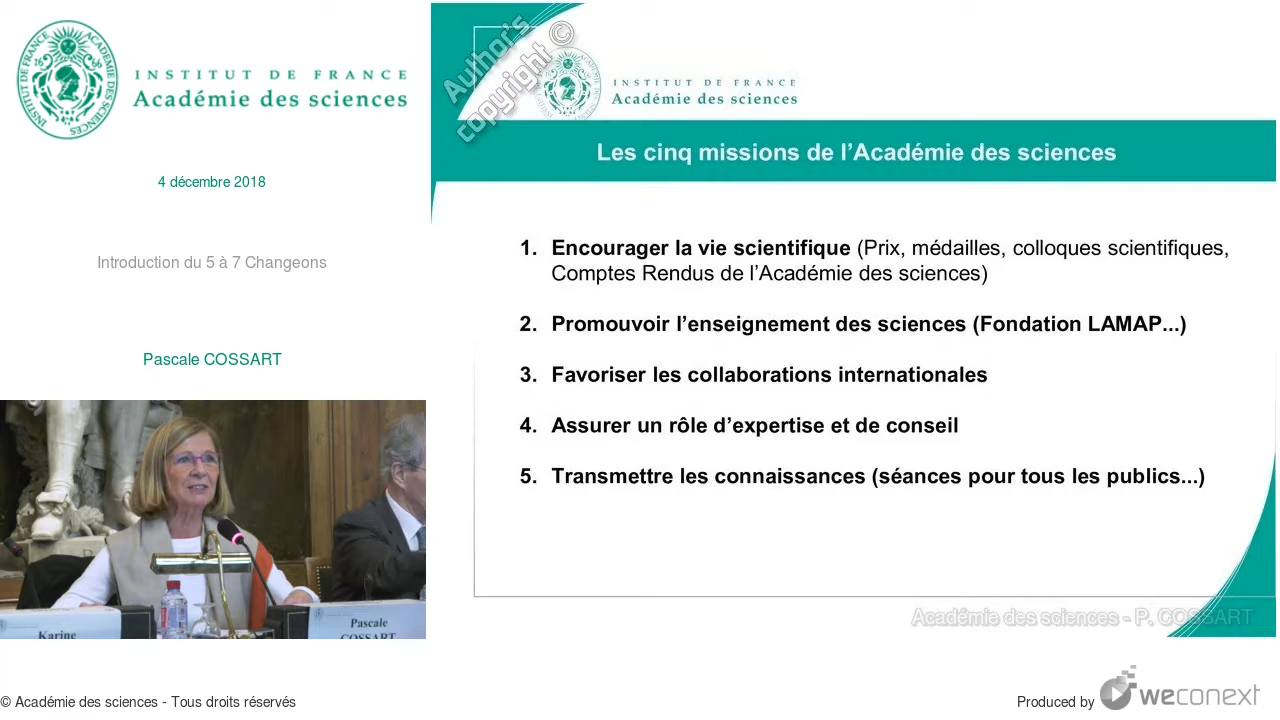 INSTITUT DE FRANCE
Académie des sciences
4 décembre 2018
Introduction du 5 à 7 Changeons
Pascale COSSART
Karine
Pascale
COSSART
© Académie des sciences - Tous droits réservés
Author's
copyright ©
INSTITUT DE FRANCE
Académie des sciences
Les cinq missions de l’Académie des sciences
1. Encourager la vie scientifique (Prix, médailles, colloques scientifiques,
Comptes Rendus de l’Académie des sciences)
2. Promouvoir l’enseignement des sciences (Fondation LAMAP...)
3. Favoriser les collaborations internationales
4. Assurer un rôle d’expertise et de conseil
5. Transmettre les connaissances (séances pour tous les publics...)
Académie des sciences - P. COSSART
Produced by weconext